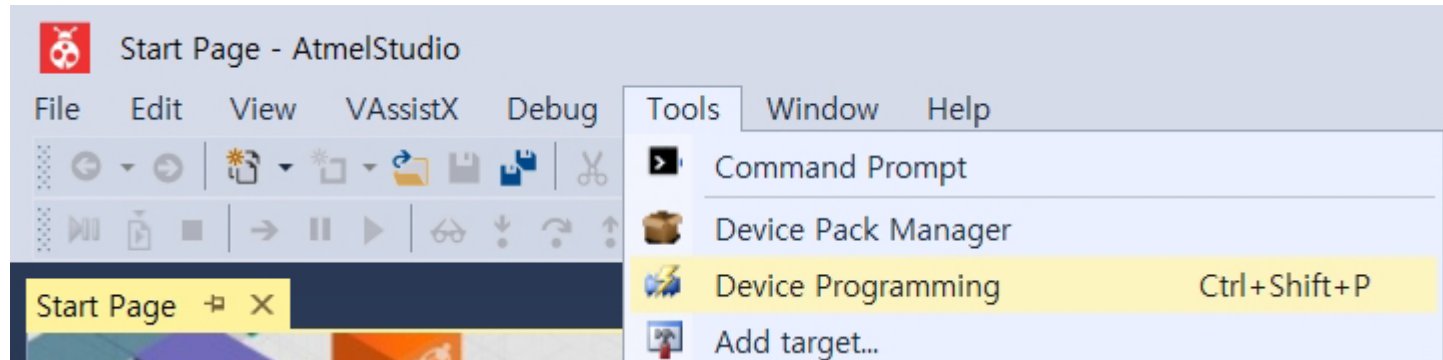 Start Page - AtmelStudio
File Edit View VAssistX Debug Tools Window Help
Command Prompt
Device Pack Manager
Device Programming Ctrl+Shift+P
Start Page
Add target...